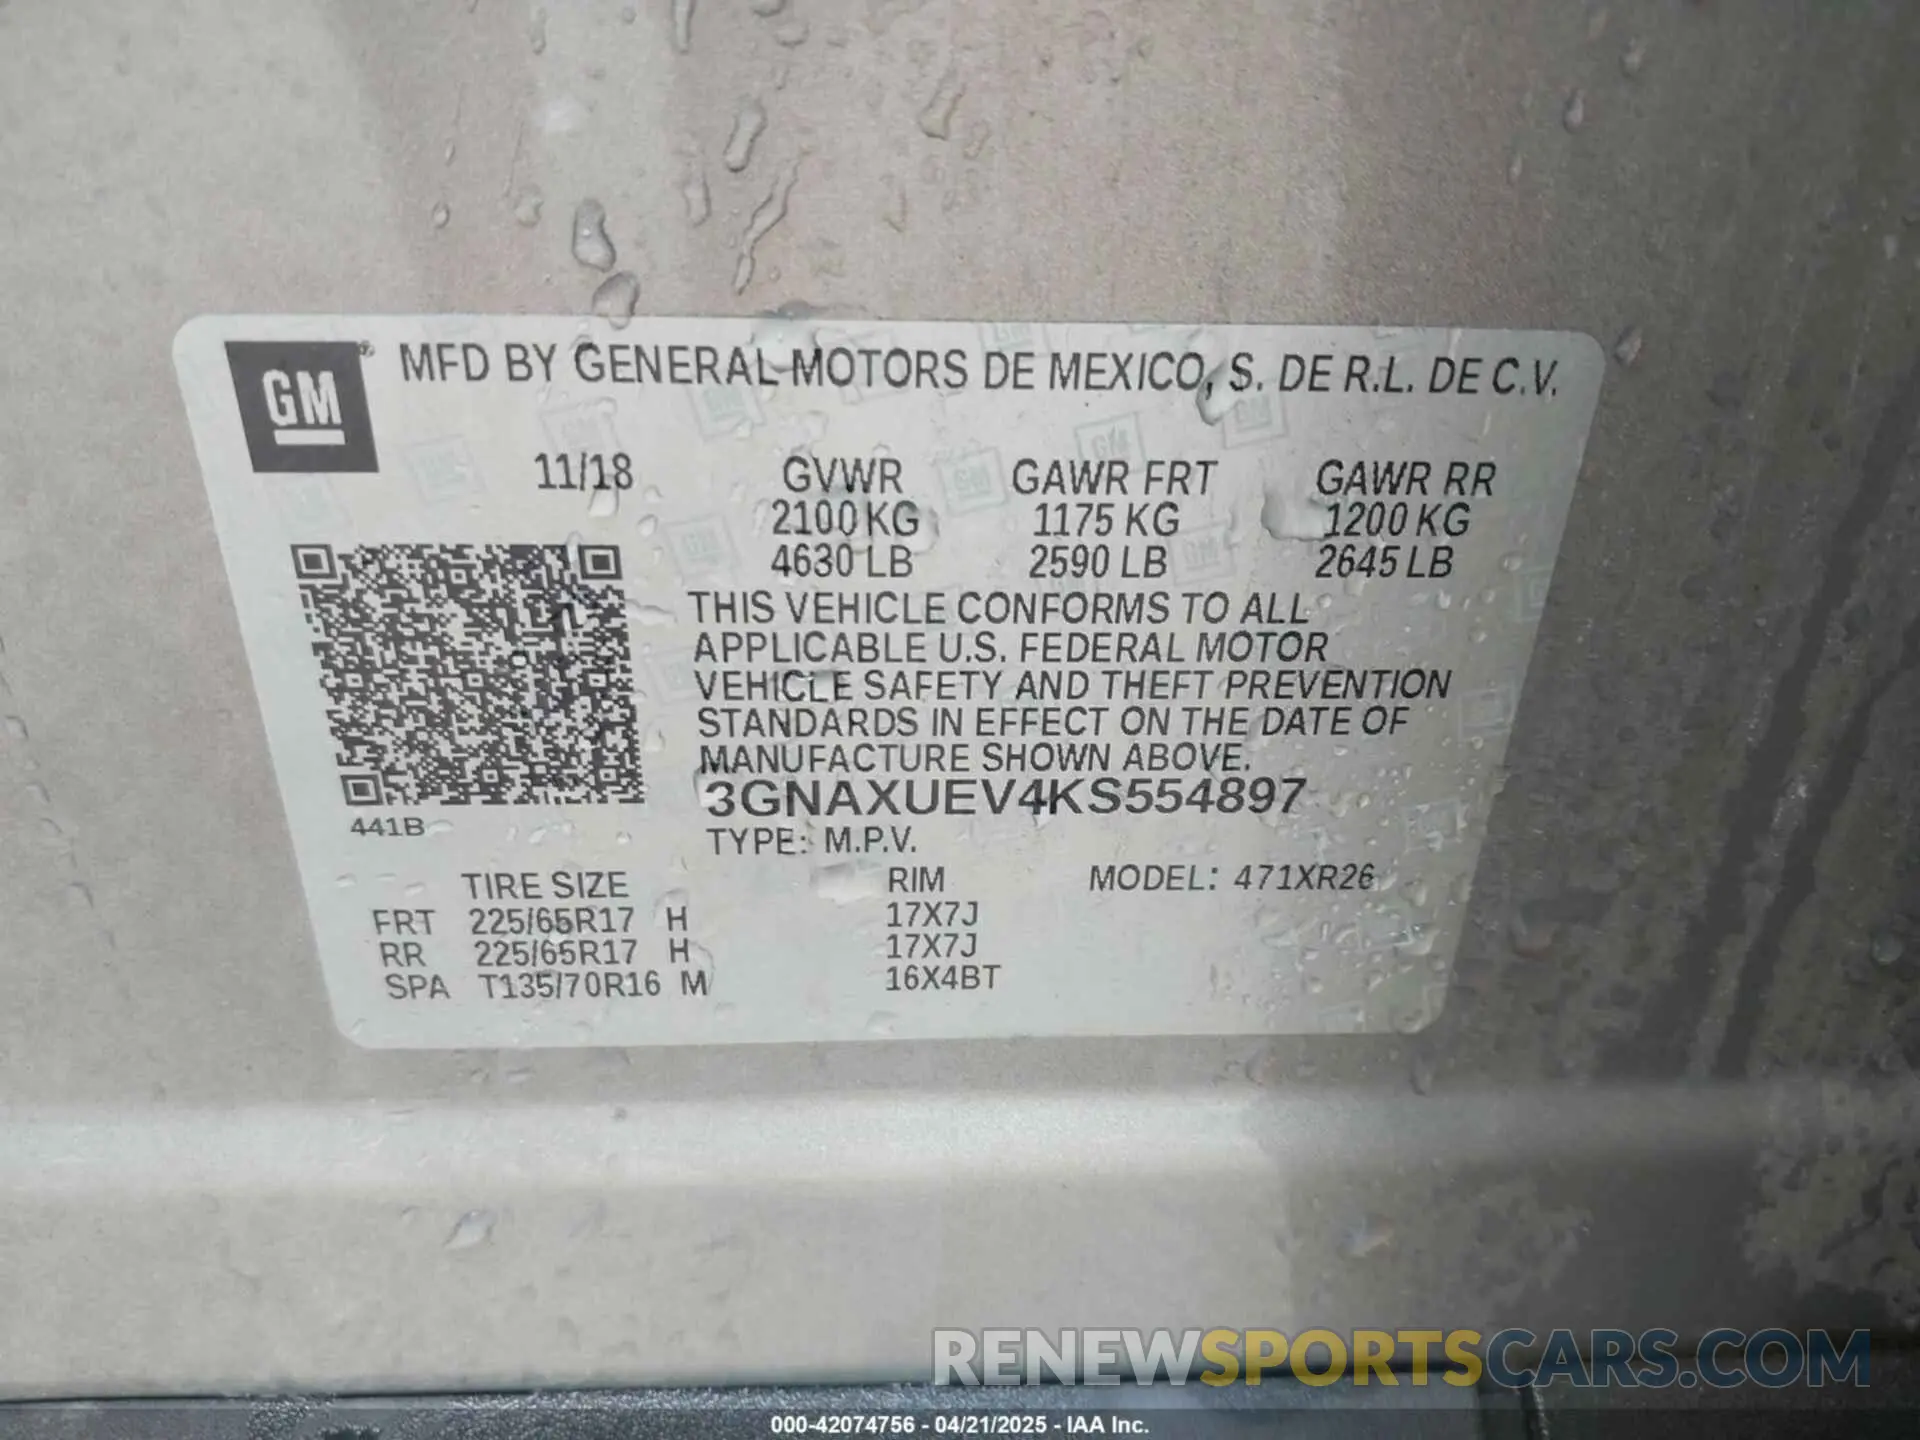 GM ® MFD BY GENERAL MOTORS DE MEXICO, S. DE R.L. DE C.V.
11/18 GVWR GAWR FRT GAWR RR
2100 KG 1175 KG 1200 KG
4630 LB 2590 LB 2645 LB
THIS VEHICLE CONFORMS TO ALL
APPLICABLE U.S. FEDERAL MOTOR
VEHICLE SAFETY AND THEFT PREVENTION
STANDARDS IN EFFECT ON THE DATE OF
MANUFACTURE SHOWN ABOVE.
3GNAXUEV4KS554897
441B
TYPE: M.P.V.
TIRE SIZE RIM MODEL: 471XR26
FRT 225/65R17 H 17X7J
RR 225/65R17 H 17X7J
SPA T135/70R16 M 16X4BT
RENEWSPORTSCARS.COM
000-42074756 - 04/21/2025 - IAA Inc.